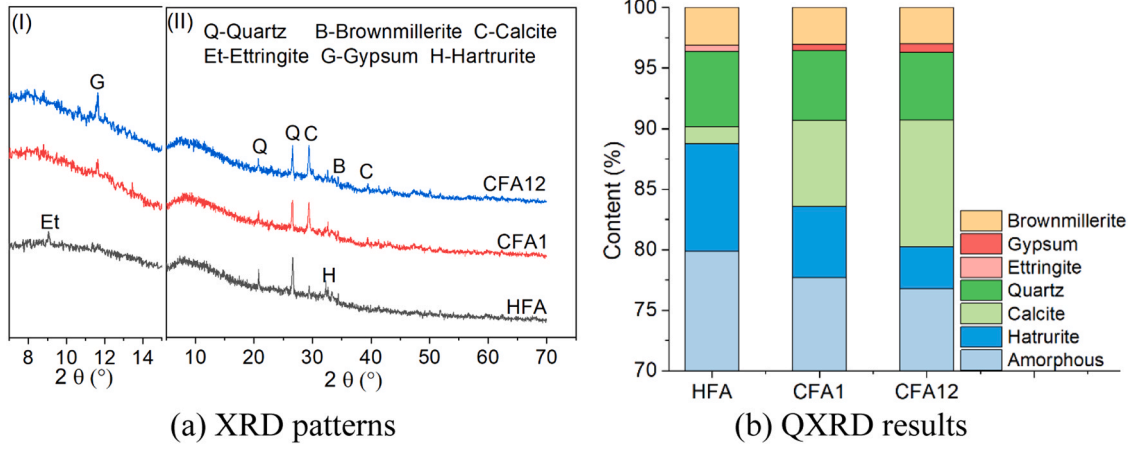 (I)
(II)
Q-Quartz B-Brownmillerite C-Calcite
Et-Ettringite G-Gypsum H-Hartrurite
G
Q
Q
C
B
C
CFA12
CFA1
Et
H
HFA
8 10 12 14
10 20 30 40 50 60 70
2 θ (°)
2 θ (°)
(a) XRD patterns
100
95
90
85
80
75
70
Content (%)
Brownmillerite
Gypsum
Ettringite
Quartz
Calcite
Hatrurite
Amorphous
HFA CFA1 CFA12
(b) QXRD results